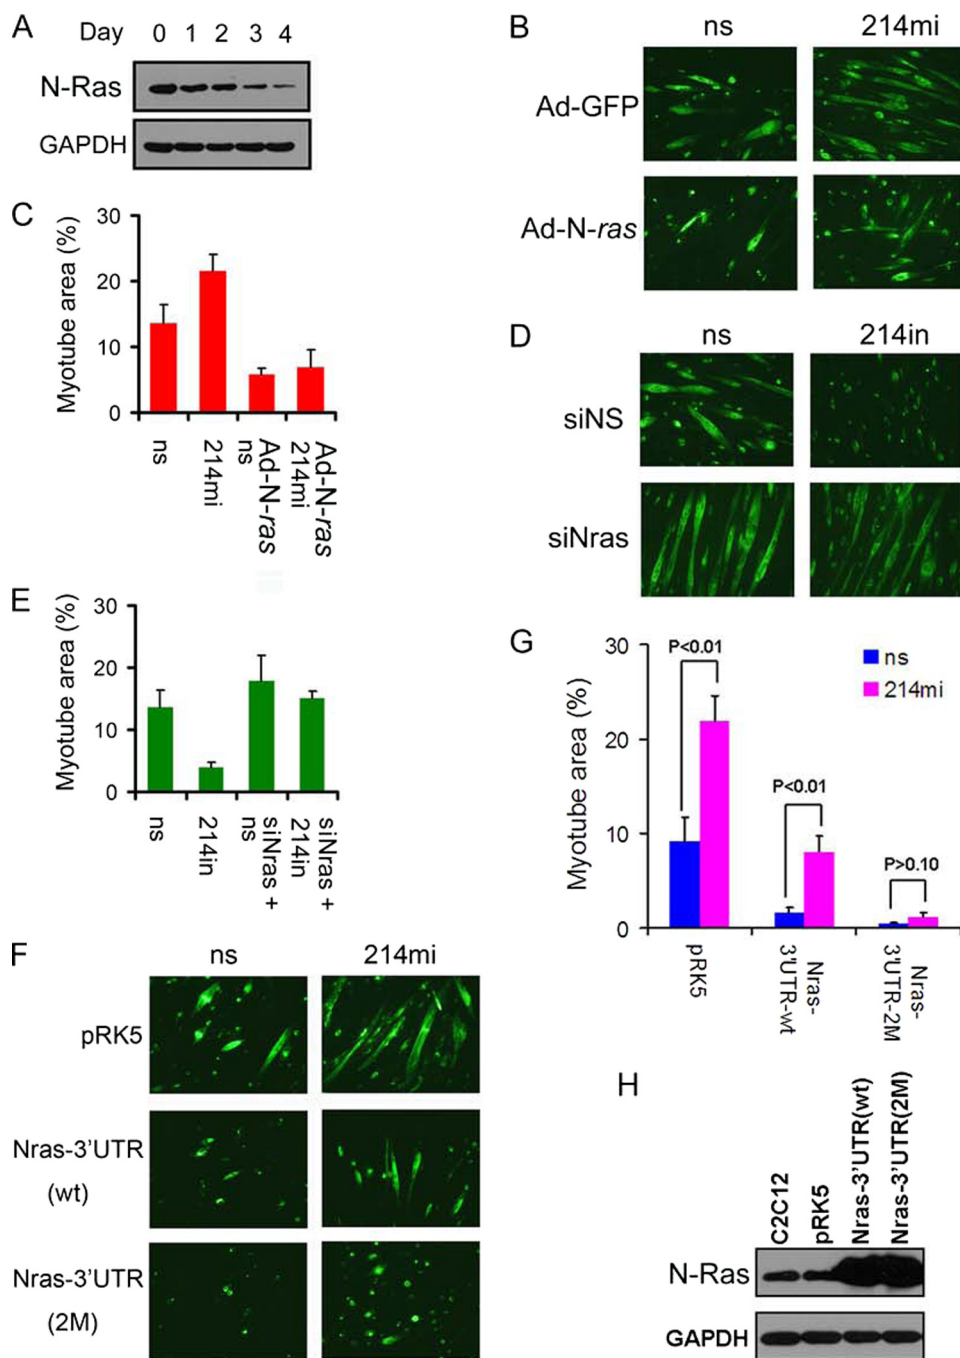 A
Day 0 1 2 3 4
N-Ras
GAPDH
B
ns 214mi
Ad-GFP
Ad-N-ras
C
Myotube area (%)
30
20
10
0
ns
214mi
ns
Ad-N-ras
214mi
Ad-N-ras
D
ns 214in
siNS
siNras
E
Myotube area (%)
30
20
10
0
ns
214in
ns
siNras +
214in
siNras +
F
ns 214mi
pRK5
Nras-3'UTR
(wt)
Nras-3'UTR
(2M)
G
Myotube area (%)
30
20
10
0
P<0.01
P<0.01
P>0.10
ns
214mi
pRK5
Nras-
3'UTR-wt
Nras-
3'UTR-2M
H
C2C12
pRK5
Nras-3'UTR(wt)
Nras-3'UTR(2M)
N-Ras
GAPDH